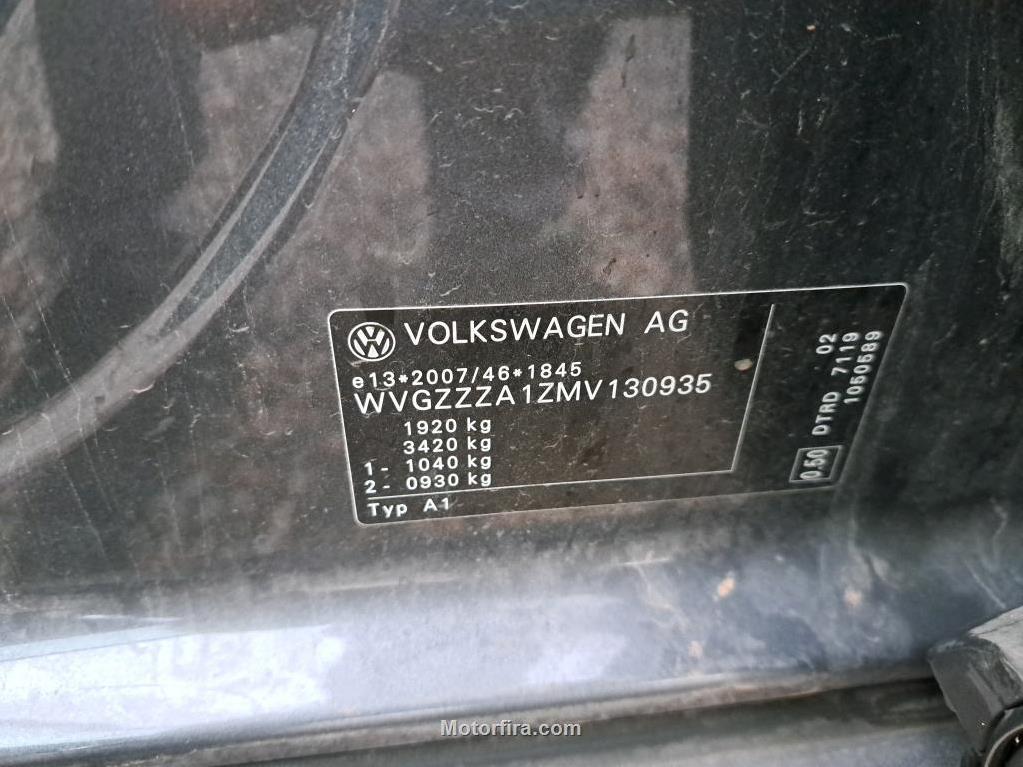 VOLKSWAGEN AG
e13*2007/46*1845
WVGZZZA1ZMV130935
1920 kg
3420 kg
1- 1040 kg
2- 0930 kg
Typ A1
0.50 DTRD 02
7119
1050589
Motorfira.com